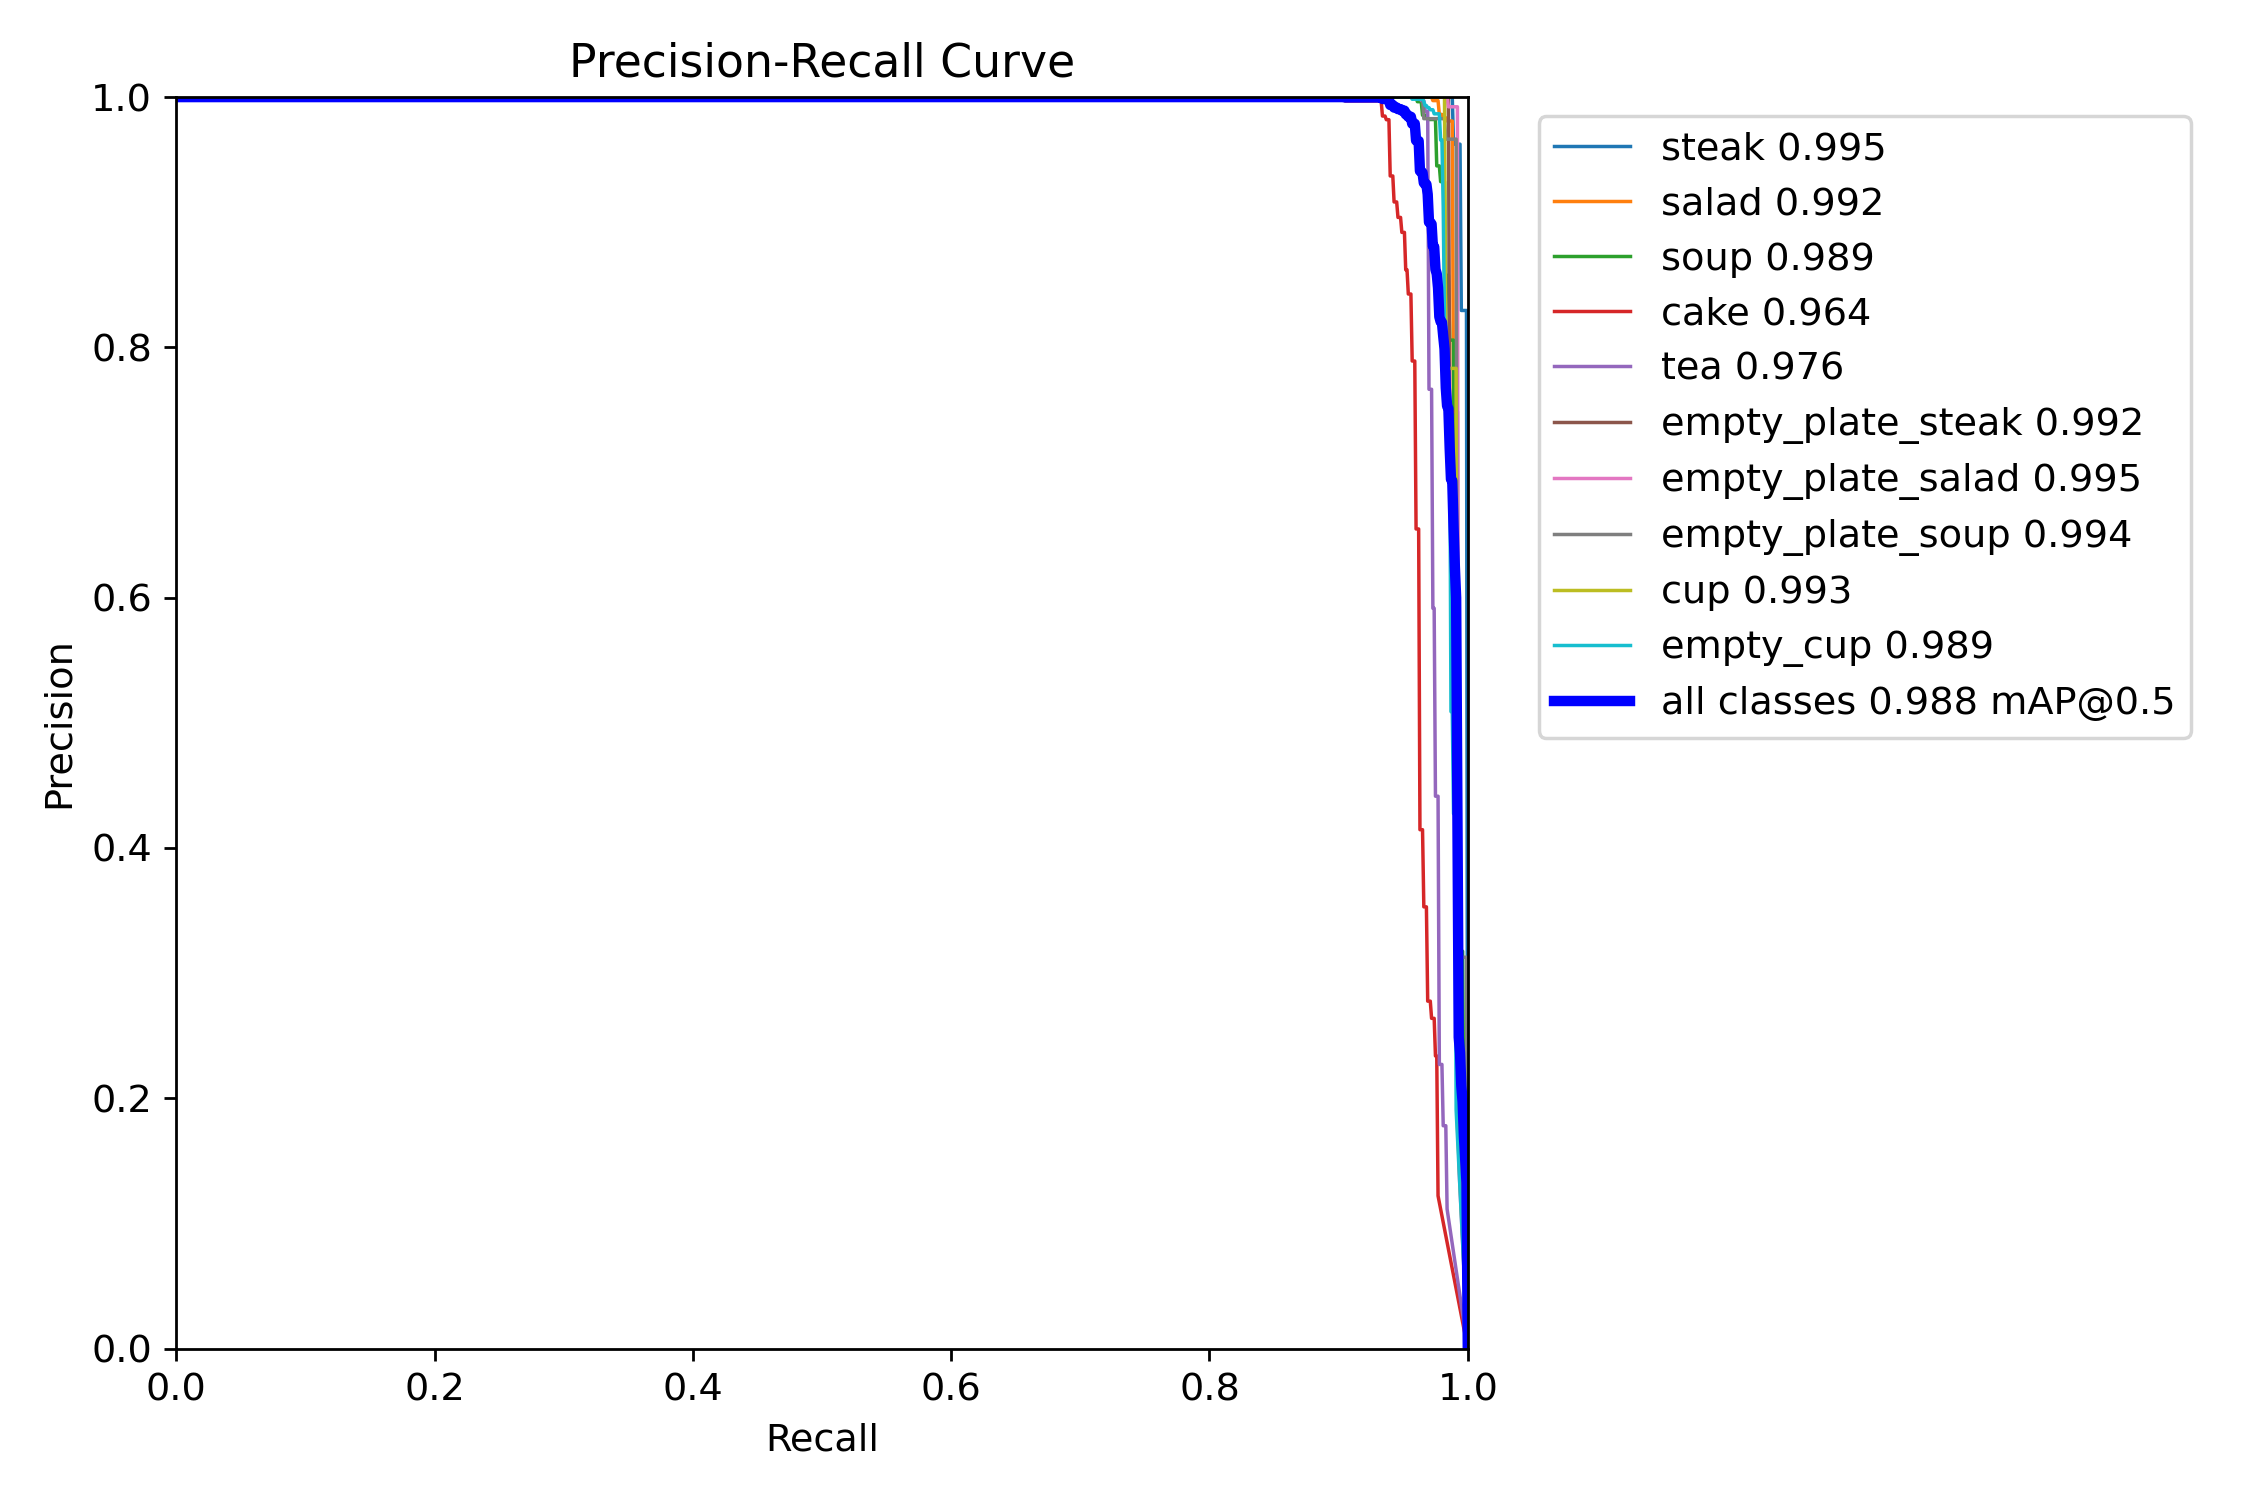 Precision-Recall Curve
1.0
0.8
0.6
0.4
0.2
0.0
Precision
0.0 0.2 0.4 0.6 0.8 1.0
Recall
steak 0.995
salad 0.992
soup 0.989
cake 0.964
tea 0.976
empty_plate_steak 0.992
empty_plate_salad 0.995
empty_plate_soup 0.994
cup 0.993
empty_cup 0.989
all classes 0.988 mAP@0.5